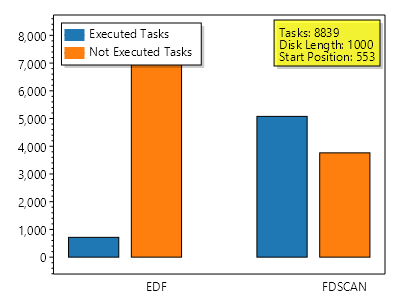 Executed Tasks
Not Executed Tasks
Tasks: 8839
Disk Length: 1000
Start Position: 553
8,000
7,000
6,000
5,000
4,000
3,000
2,000
1,000
0
EDF
FDSCAN